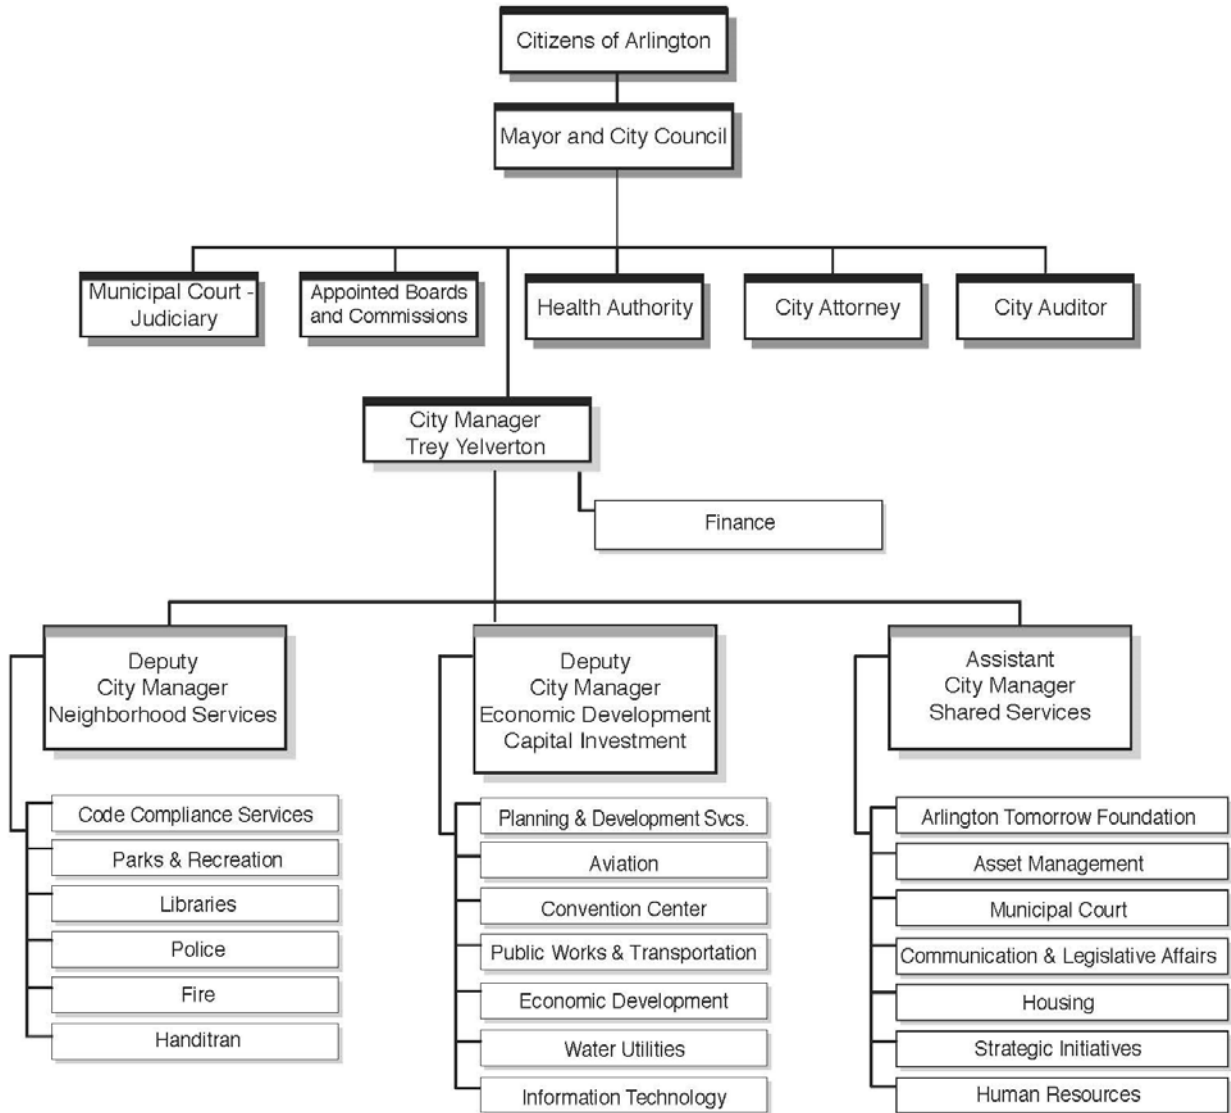 Citizens of Arlington
Mayor and City Council
Municipal Court -
Judiciary
Appointed Boards
and Commissions
Health Authority
City Attorney
City Auditor
City Manager
Trey Yelverton
Finance
Deputy
City Manager
Neighborhood Services
Code Compliance Services
Parks & Recreation
Libraries
Police
Fire
Handitran
Deputy
City Manager
Economic Development
Capital Investment
Planning & Development Svcs.
Aviation
Convention Center
Public Works & Transportation
Economic Development
Water Utilities
Information Technology
Assistant
City Manager
Shared Services
Arlington Tomorrow Foundation
Asset Management
Municipal Court
Communication & Legislative Affairs
Housing
Strategic Initiatives
Human Resources